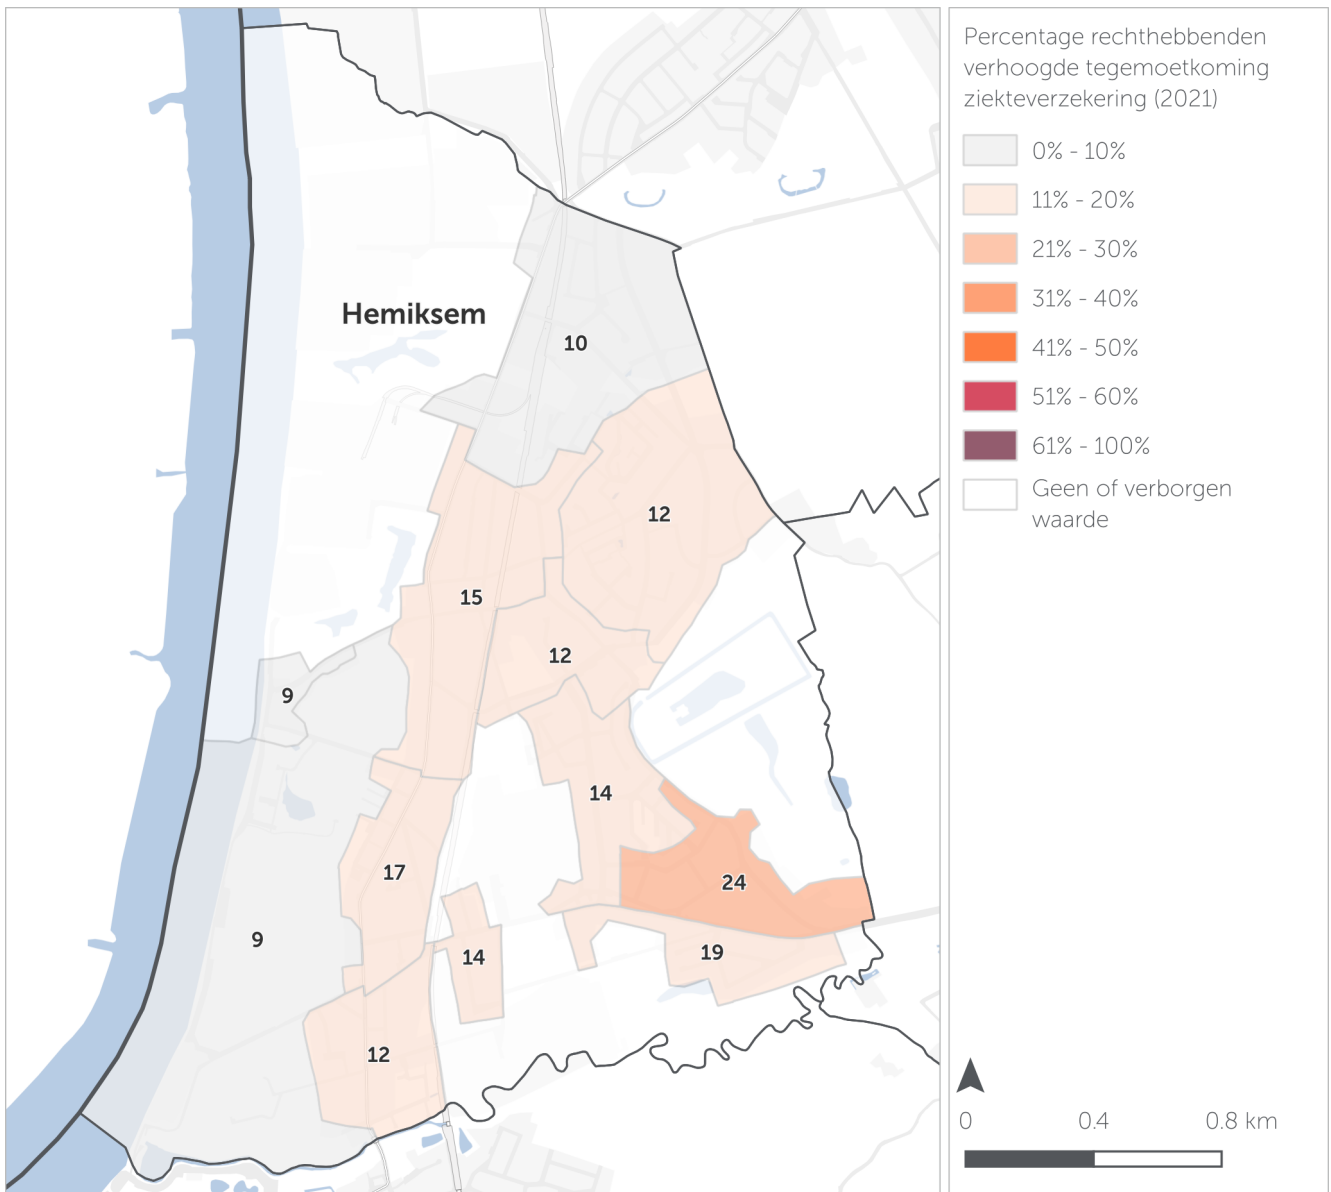 Hemiksem
10
12
15
12
9
14
17
24
9
14
19
12
Percentage rechthebbenden
verhoogde tegemoetkoming
ziekteverzekering (2021)
0% - 10%
11% - 20%
21% - 30%
31% - 40%
41% - 50%
51% - 60%
61% - 100%
Geen of verborgen
waarde
0 0.4 0.8 km